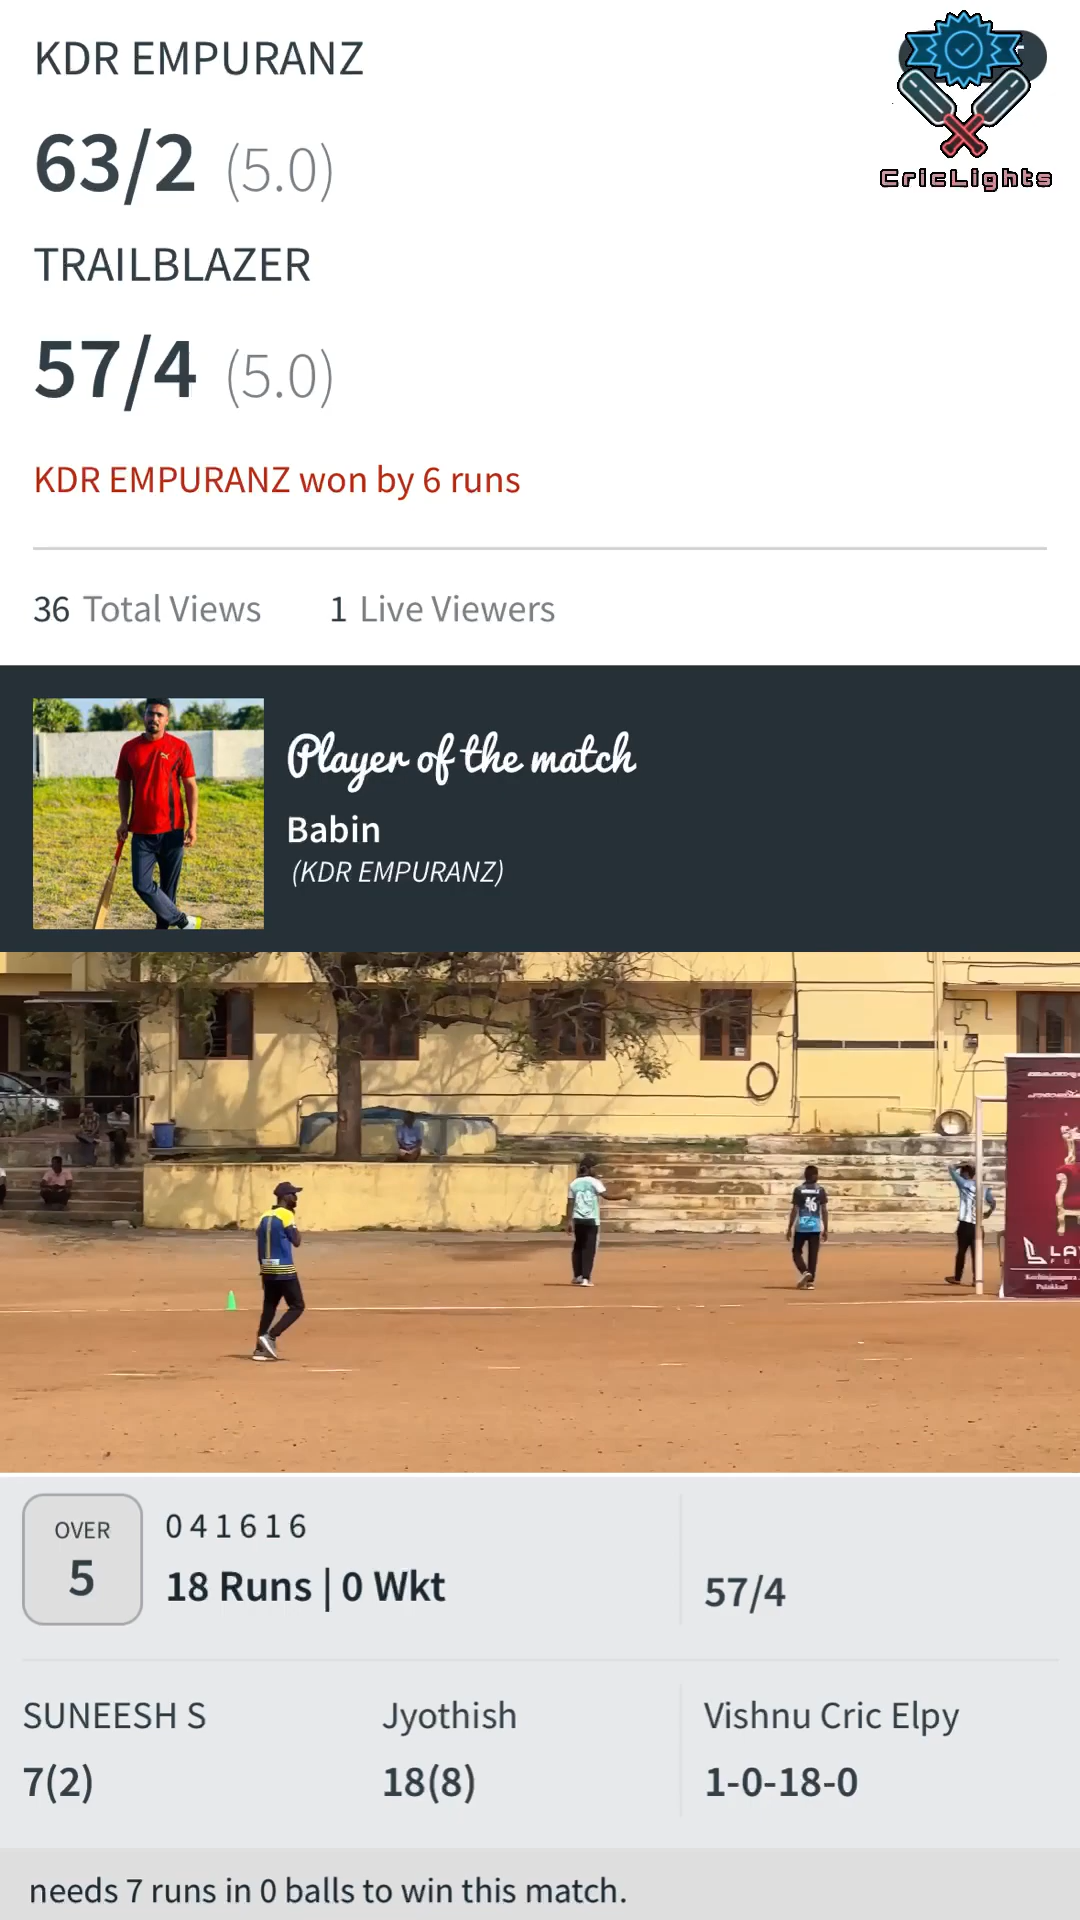 KDR EMPURANZ
63/2 (5.0)
CricLights
TRAILBLAZER
57/4 (5.0)
KDR EMPURANZ won by 6 runs
36 Total Views 1 Live Viewers
Player of the match
Babin
(KDR EMPURANZ)
46
LA
FU
OVER
5
0 4 1 6 1 6
18 Runs | 0 Wkt
57/4
SUNEESH S Jyothish Vishnu Cric Elpy
7(2) 18(8) 1-0-18-0
needs 7 runs in 0 balls to win this match.